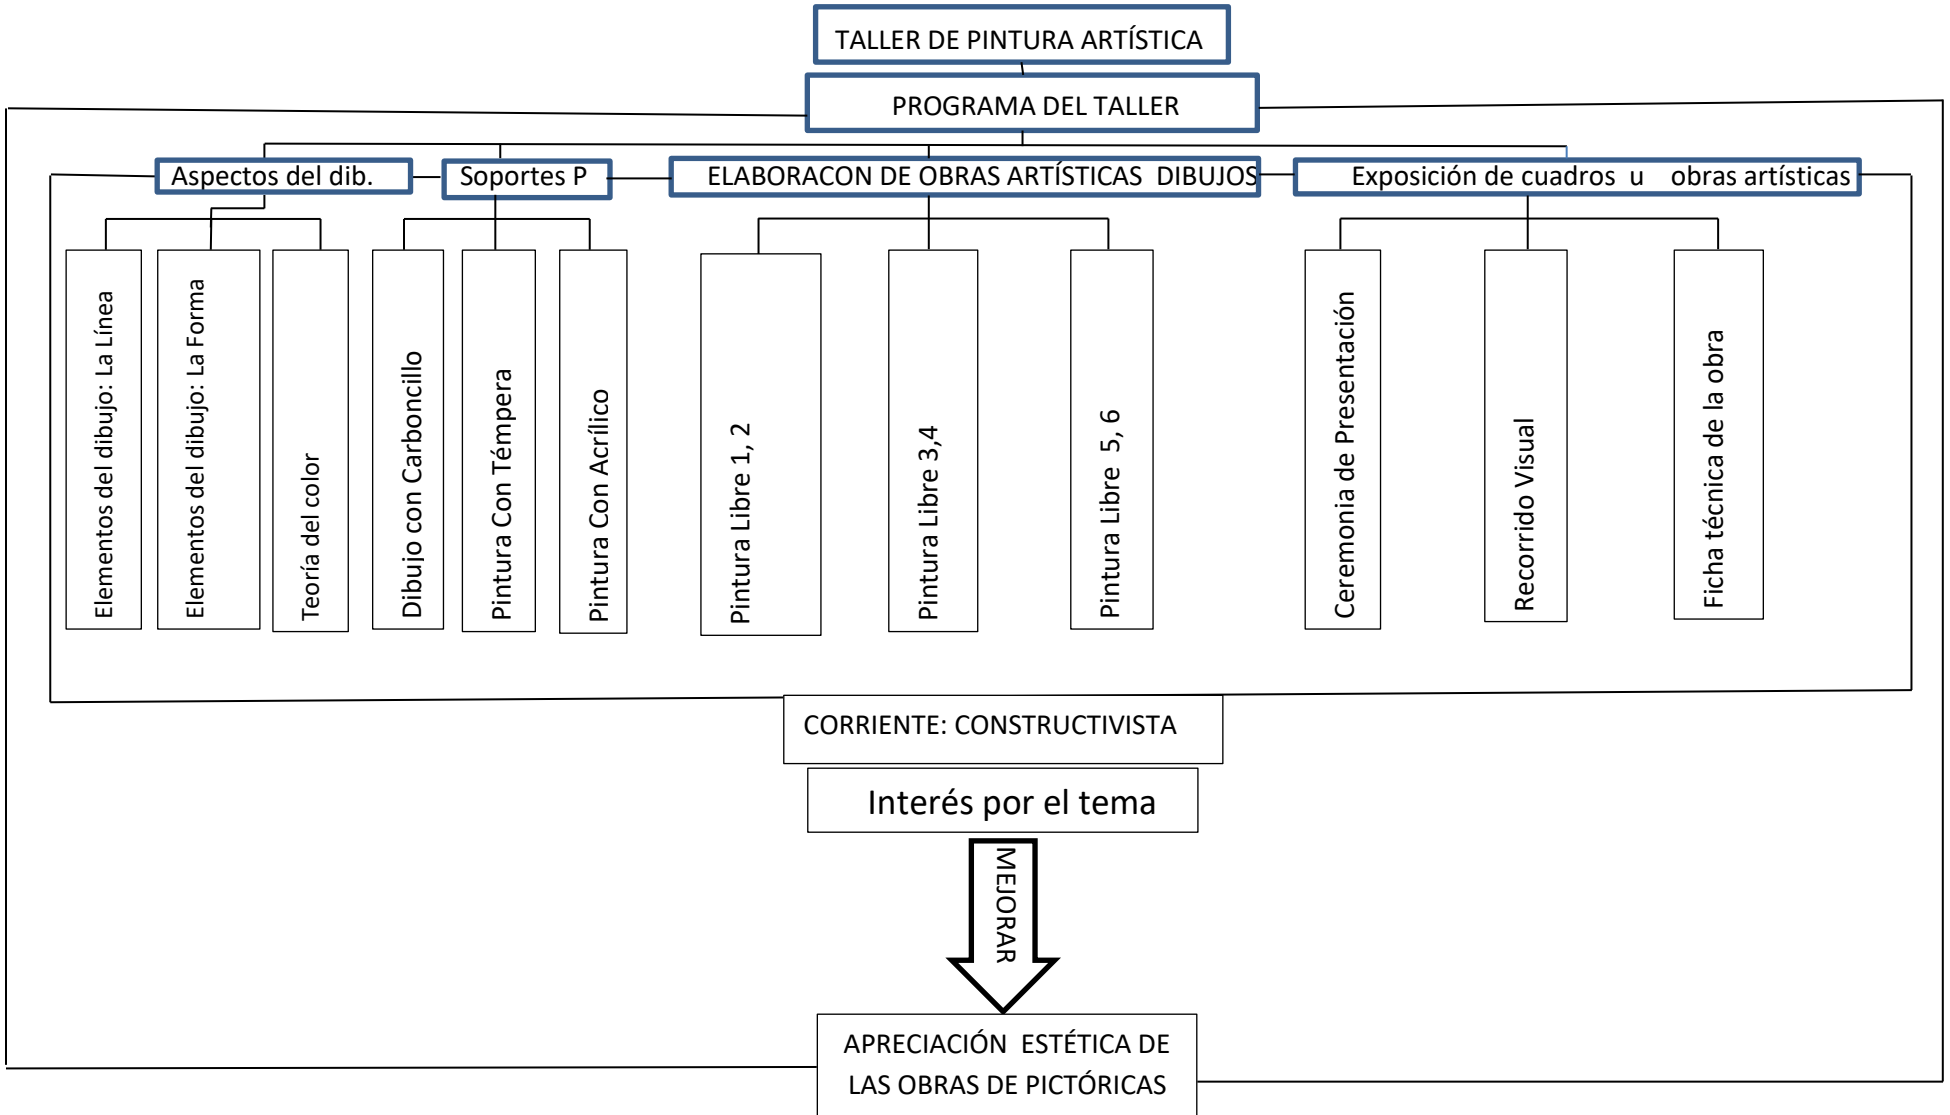 TALLER DE PINTURA ARTÍSTICA
PROGRAMA DEL TALLER
Aspectos del dib.
Soportes P
ELABORACON DE OBRAS ARTÍSTICAS DIBUJOS
Exposición de cuadros u obras artísticas
Elementos del dibujo: La Línea
Elementos del dibujo: La Forma
Teoría del color
Dibujo con Carboncillo
Pintura Con Témpera
Pintura Con Acrílico
Pintura Libre 1, 2
Pintura Libre 3,4
Pintura Libre 5, 6
Ceremonia de Presentación
Recorrido Visual
Ficha técnica de la obra
CORRIENTE: CONSTRUCTIVISTA
Interés por el tema
MEJORAR
APRECIACIÓN ESTÉTICA DE
LAS OBRAS DE PICTÓRICAS